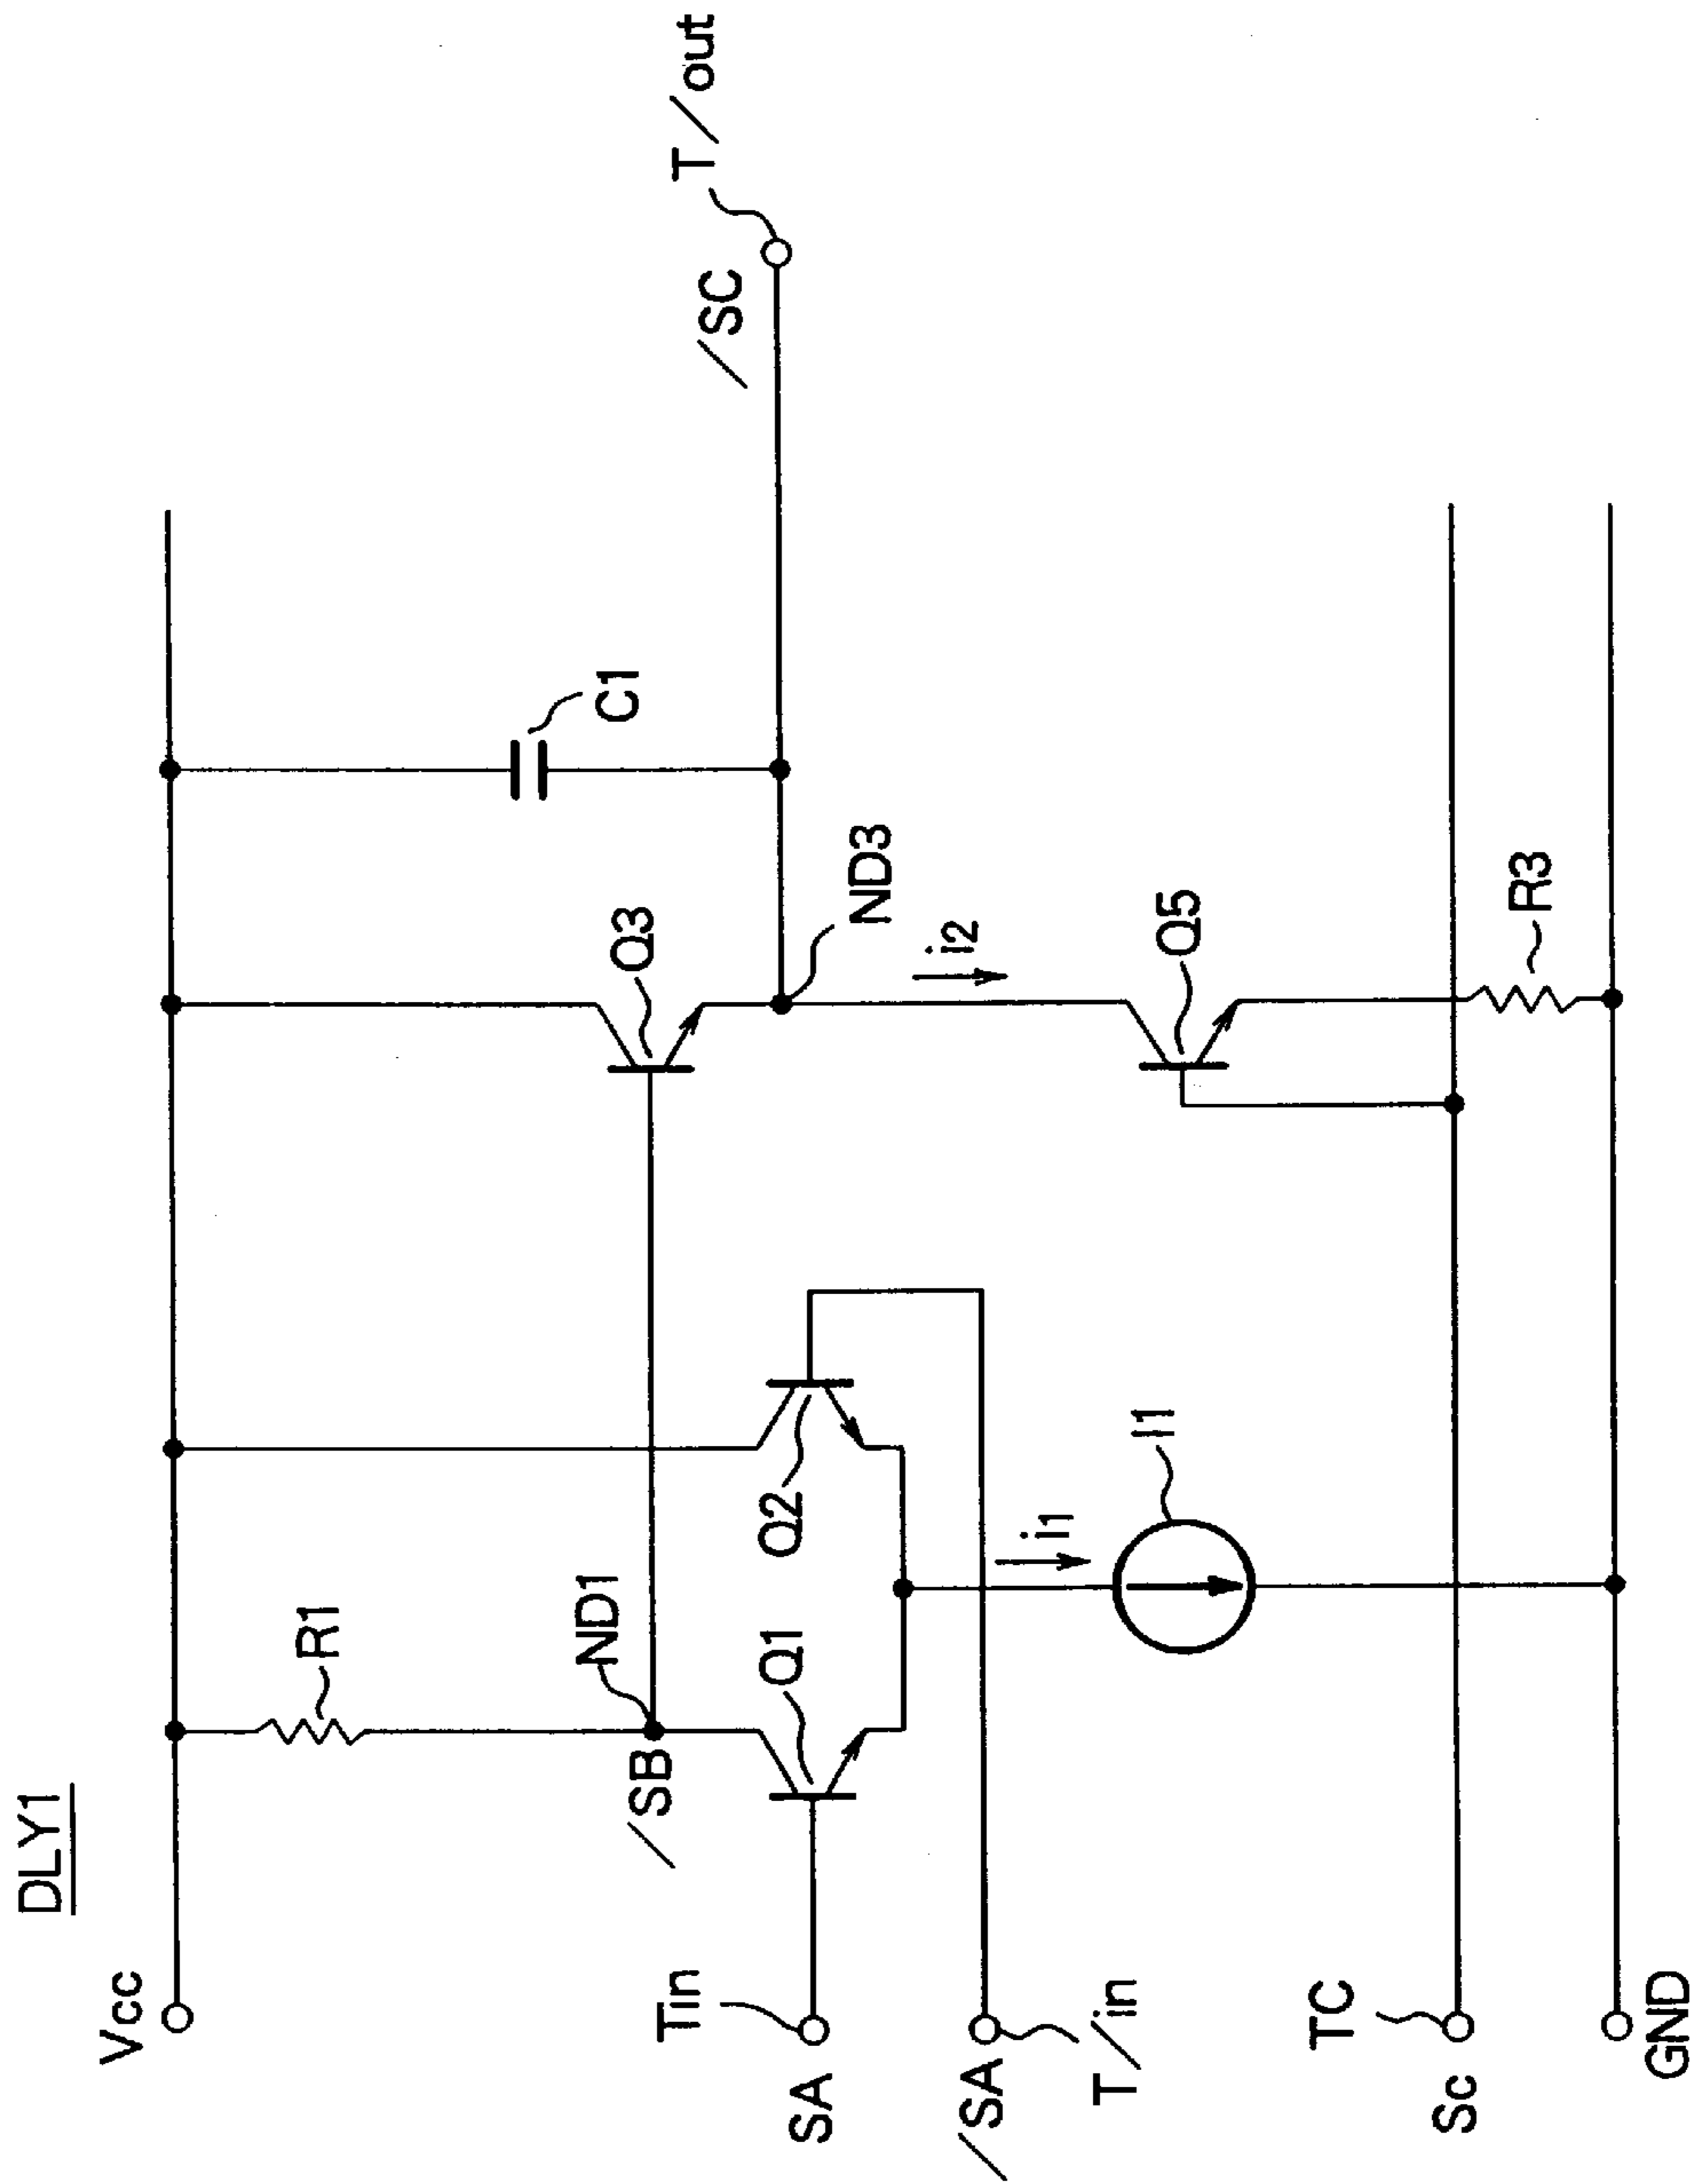 DLY1
Vcc
R1
C1
ND1
/SB
Q3
T/out
/SC
Tin
SA
Q1
Q2
ND3
/SA
T/in
i1
i2
I1
Q5
TC
Sc
R3
GND